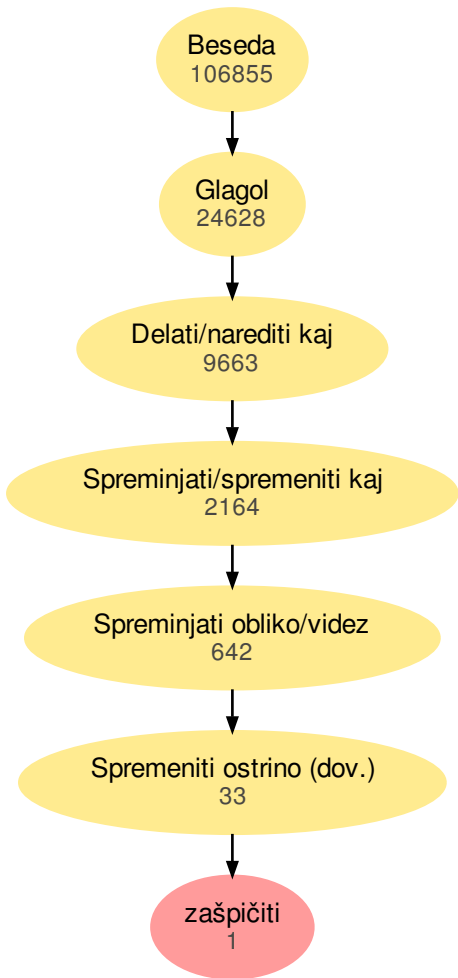 Beseda
106855
Glagol
24628
Delati/narediti kaj
9663
Spreminjati/spremeniti kaj
2164
Spreminjati obliko/videz
642
Spremeniti ostrino (dov.)
33
zašpičiti
1